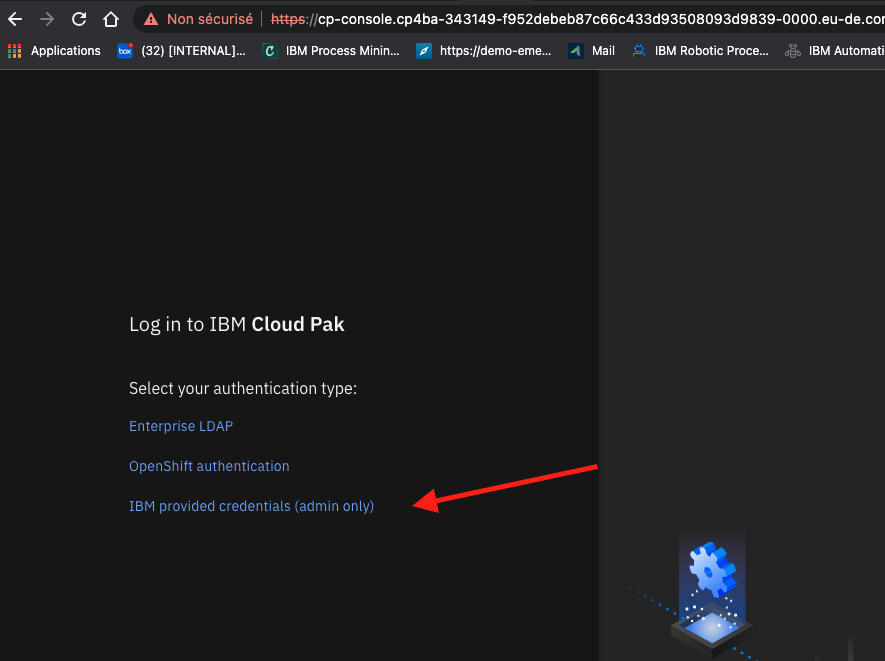 Non sécurisé https://cp-console.cp4ba-343149-f952debeb87c66c433d93508093d9839-0000.eu-de.con
Applications box (32) [INTERNAL]... IBM Process Minin... https://demo-eme... Mail IBM Robotic Proce... IBM Automati
Log in to IBM Cloud Pak
Select your authentication type:
Enterprise LDAP
OpenShift authentication
IBM provided credentials (admin only)